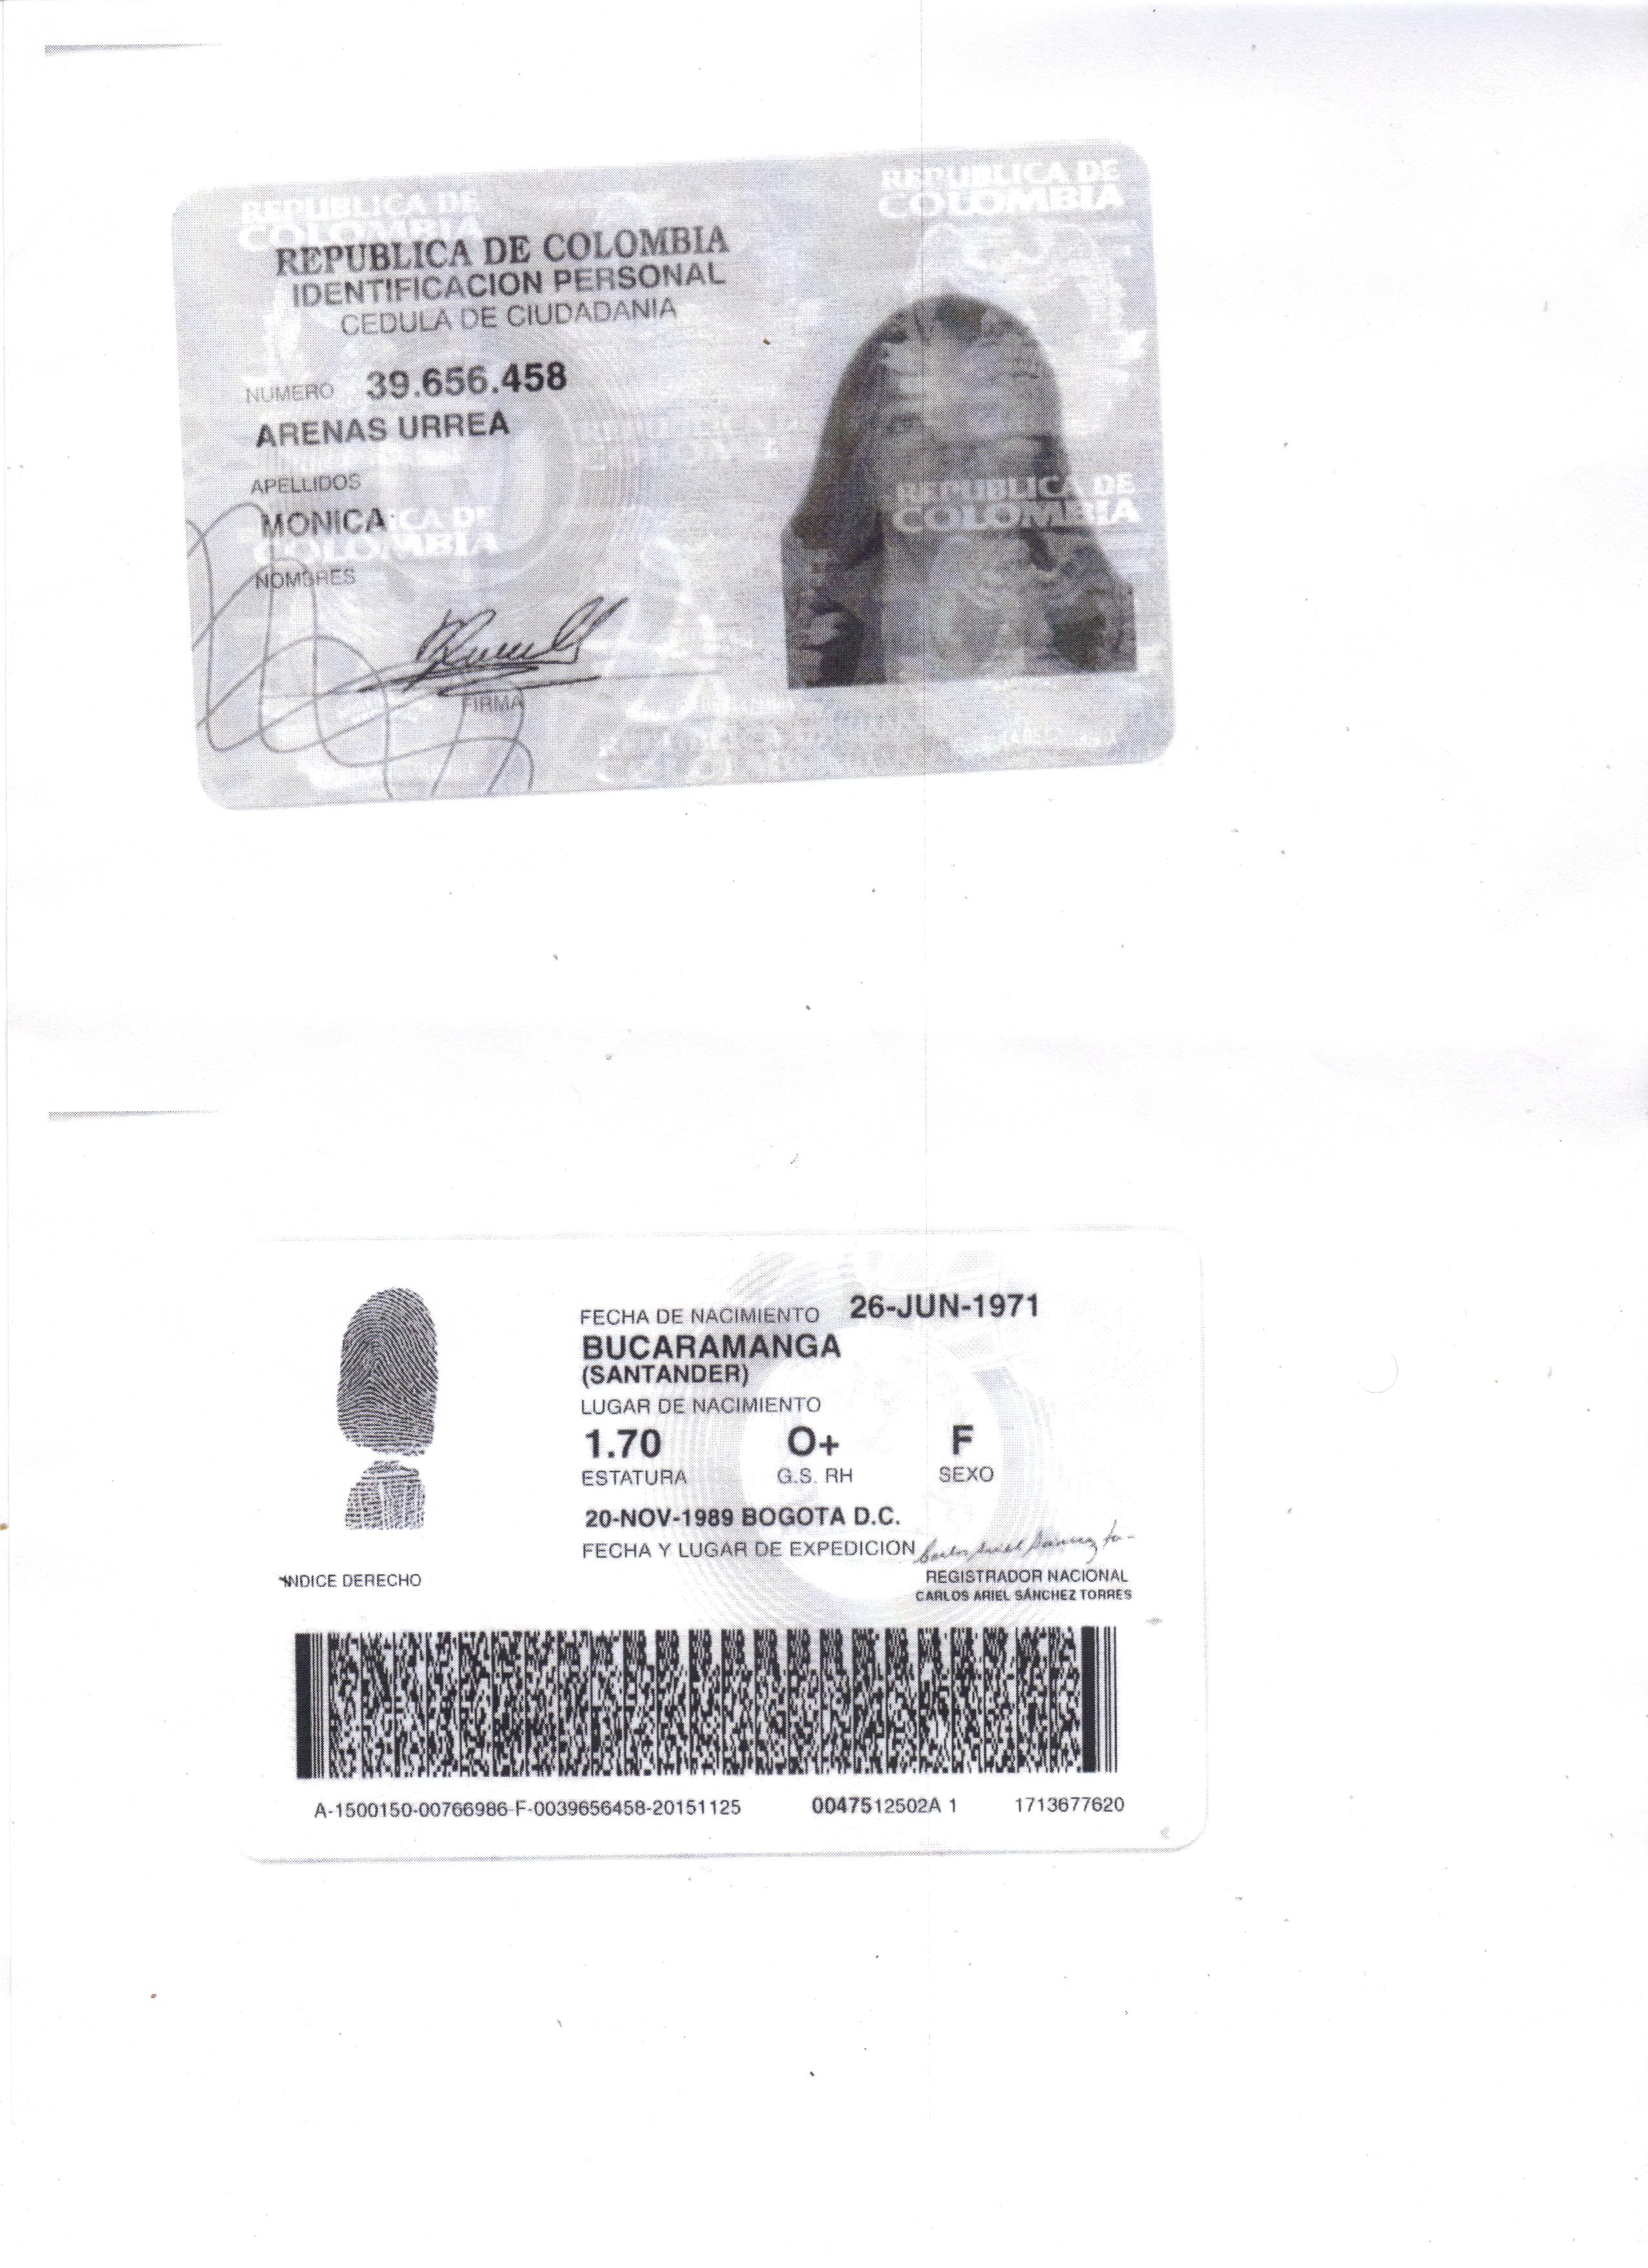 REPUBLICA DE
COLOMBIA
REPUBLICA DE
COLOMBIA
REPUBLICA DE COLOMBIA
IDENTIFICACION PERSONAL
CEDULA DE CIUDADANIA
NUMERO 39.656.458
ARENAS URREA
APELLIDOS
REPUBLICA DE
COLOMBIA
MONICA
COLOMBIA
NOMBRES
FIRMA
FECHA DE NACIMIENTO 26-JUN-1971
BUCARAMANGA
(SANTANDER)
LUGAR DE NACIMIENTO
1.70 O+ F
ESTATURA G.S. RH SEXO
20-NOV-1989 BOGOTA D.C.
FECHA Y LUGAR DE EXPEDICION
INDICE DERECHO
REGISTRADOR NACIONAL
CARLOS ARIEL SÁNCHEZ TORRES
A-1500150-00766986-F-0039656458-20151125 0047512502A 1 1713677620